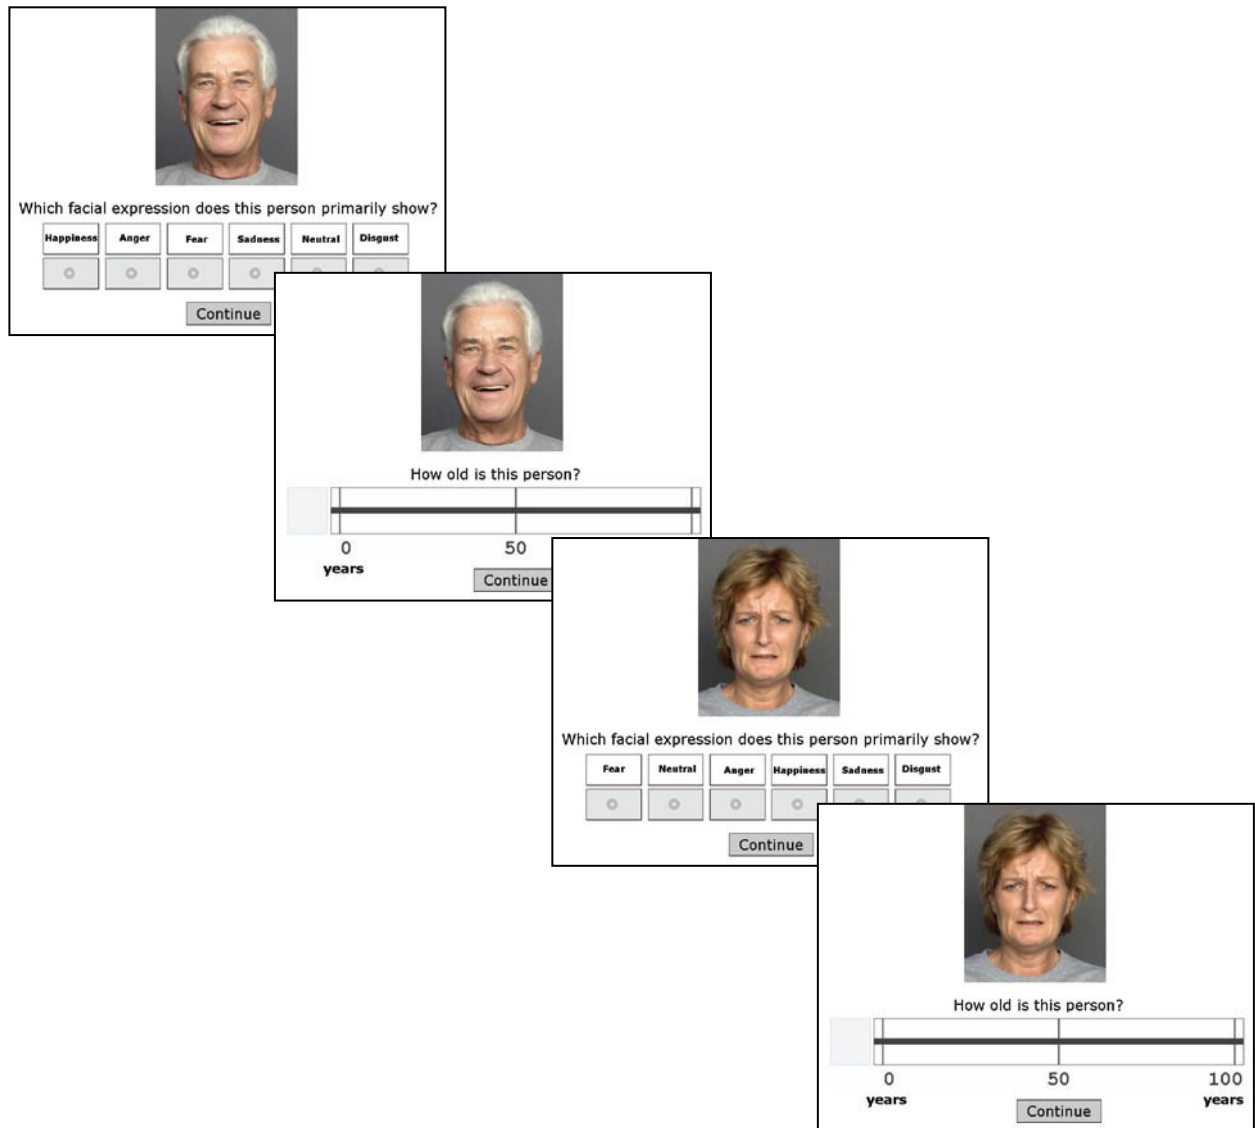 Which facial expression does this person primarily show?
Happiness Anger Fear Sadness Neutral Disgust
Continue
How old is this person?
0 50
years
Continue
Which facial expression does this person primarily show?
Fear Neutral Anger Happiness Sadness Disgust
Continue
How old is this person?
0 50 100
years years
Continue